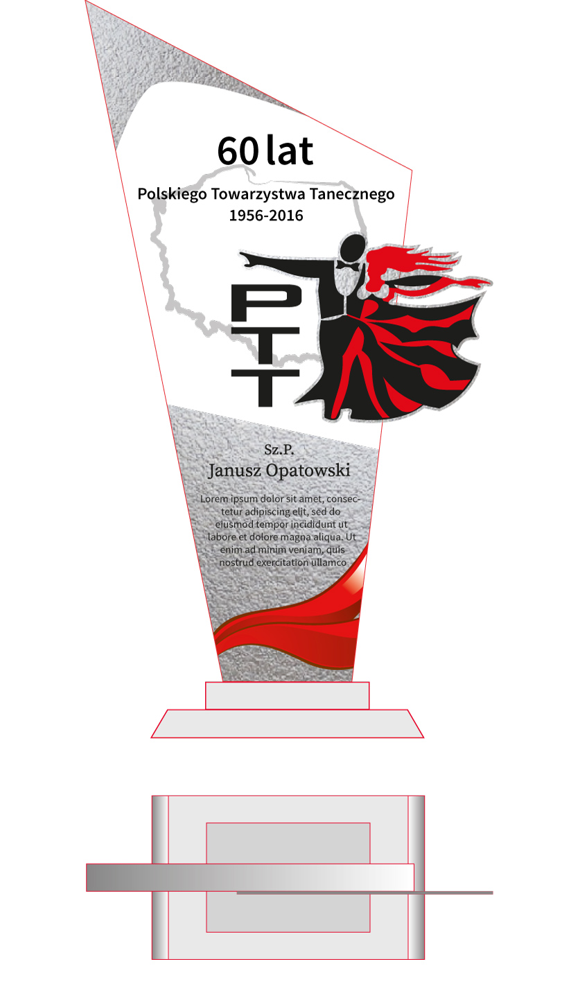 60 lat
Polskiego Towarzystwa Tanecznego
1956-2016
P
T
T
Sz.P.
Janusz Opatowski
Lorem ipsum dolor sit amet, consec-
tetur adipiscing elit, sed do
eiusmod tempor incididunt ut
labore et dolore magna aliqua. Ut
enim ad minim veniam, quis
nostrud exercitation ullamco